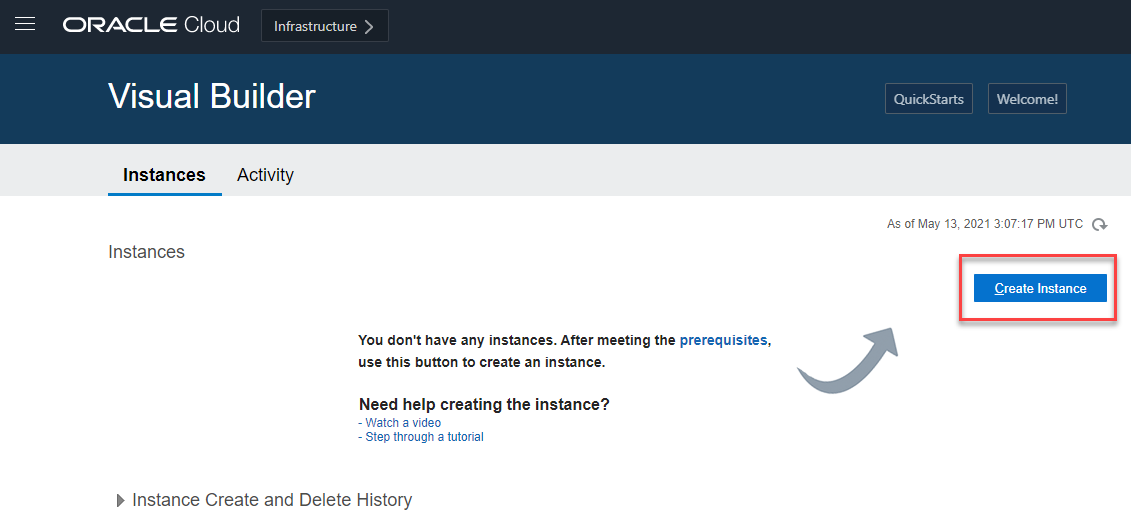 ORACLE Cloud
Infrastructure
Visual Builder
QuickStarts
Welcome!
Instances
Activity
As of May 13, 2021 3:07:17 PM UTC
Instances
Create Instance
You don't have any instances. After meeting the prerequisites,
use this button to create an instance.
Need help creating the instance?
- Watch a video
- Step through a tutorial
Instance Create and Delete History